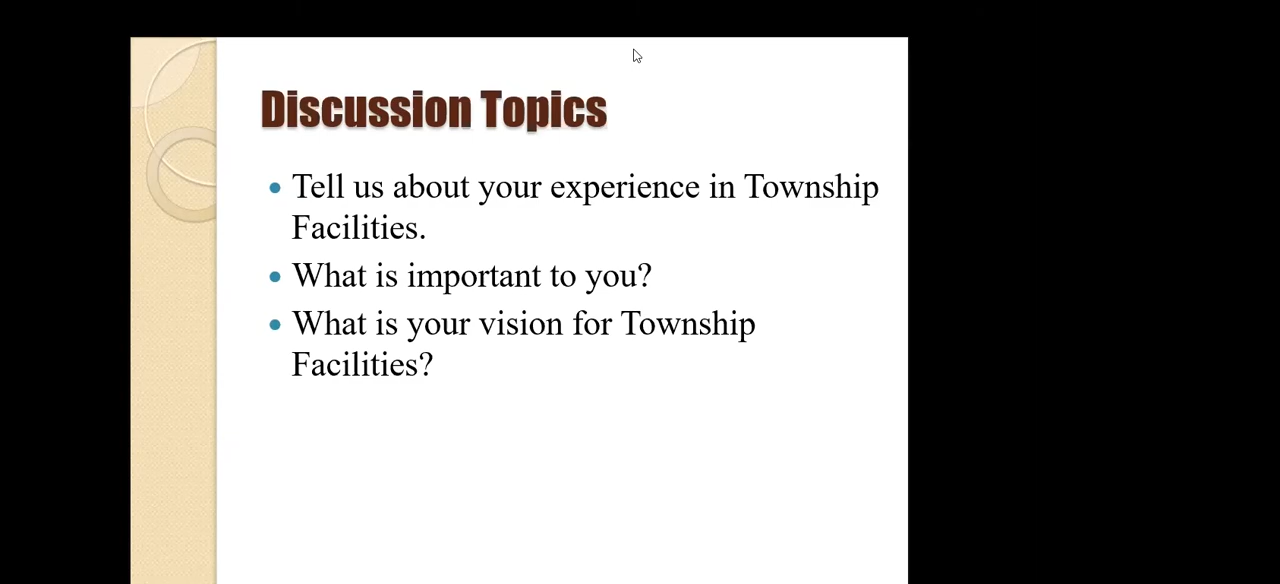 Discussion Topics
• Tell us about your experience in Township
Facilities.
• What is important to you?
• What is your vision for Township
Facilities?